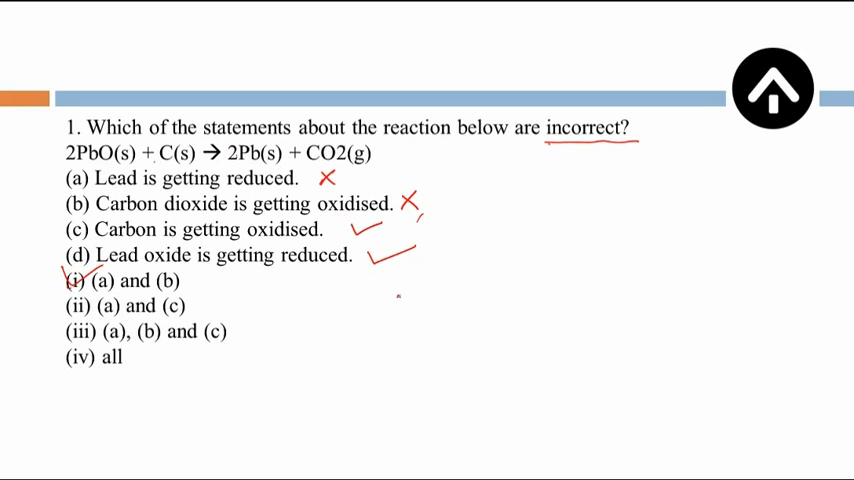 1. Which of the statements about the reaction below are incorrect?
2PbO(s) + C(s) → 2Pb(s) + CO2(g)
(a) Lead is getting reduced.
(b) Carbon dioxide is getting oxidised.
(c) Carbon is getting oxidised.
(d) Lead oxide is getting reduced.
(i) (a) and (b)
(ii) (a) and (c)
(iii) (a), (b) and (c)
(iv) all